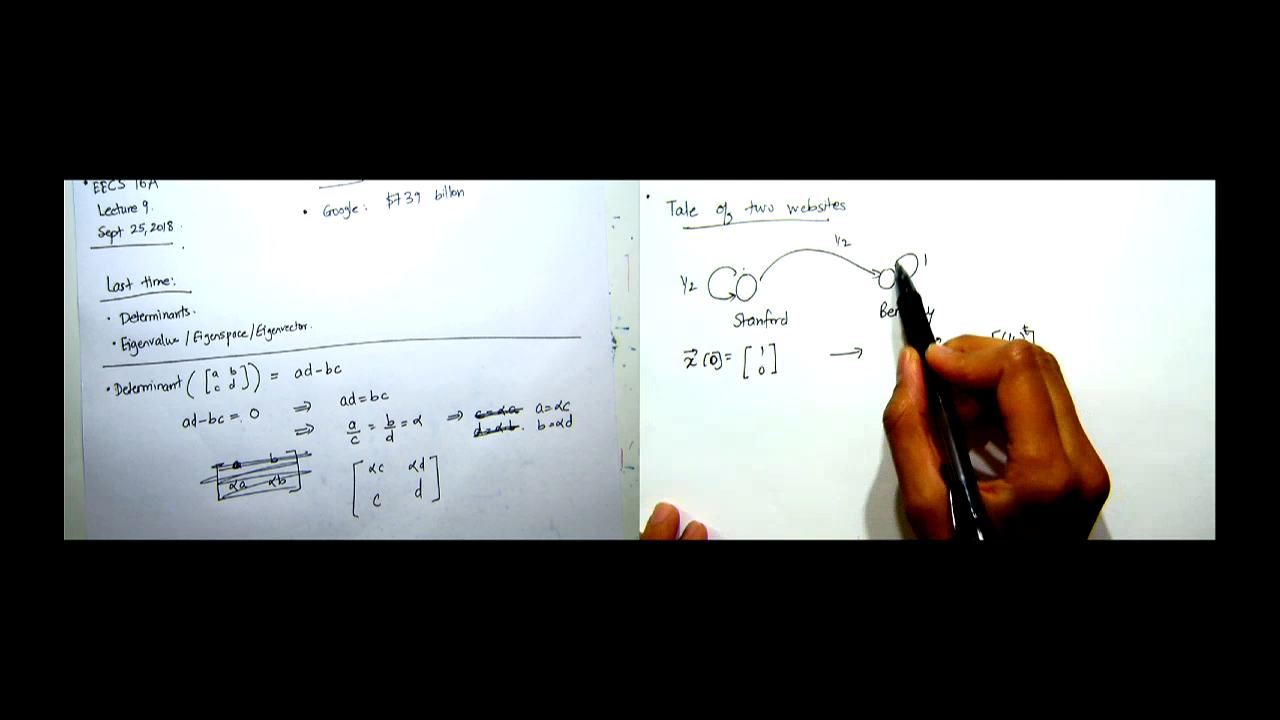 • EECS 16A
Lecture 9.
Sept 25, 2018.
• Google: $739 billion
Last time:
• Determinants.
• Eigenvalue / Eigenspace / Eigenvector.
• Determinant ([a b
c d]) = ad-bc
ad-bc = 0 ⇒ ad = bc
⇒ a/c = b/d = α ⇒ a = αc
b = αd
a b
αa αb
[αc αd
c d]
• Tale of two websites
1/2
1/2
1
Stanford
x⃗[0] = [1
0] →